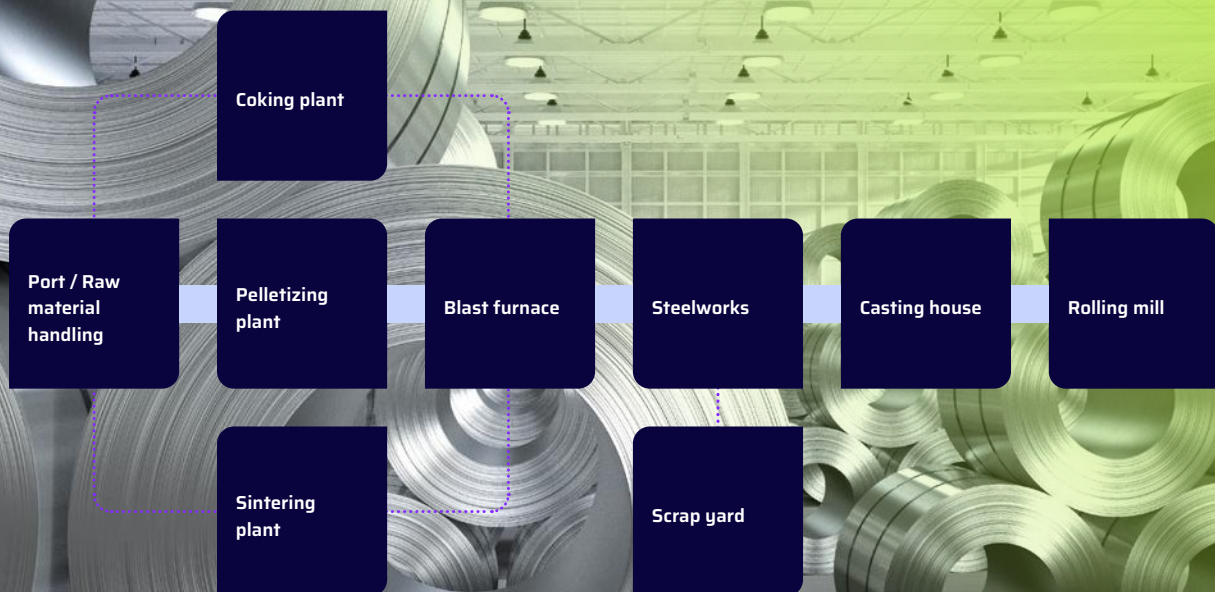 Coking plant
Port / Raw
material
handling
Pelletizing
plant
Blast furnace
Steelworks
Casting house
Rolling mill
Sintering
plant
Scrap yard